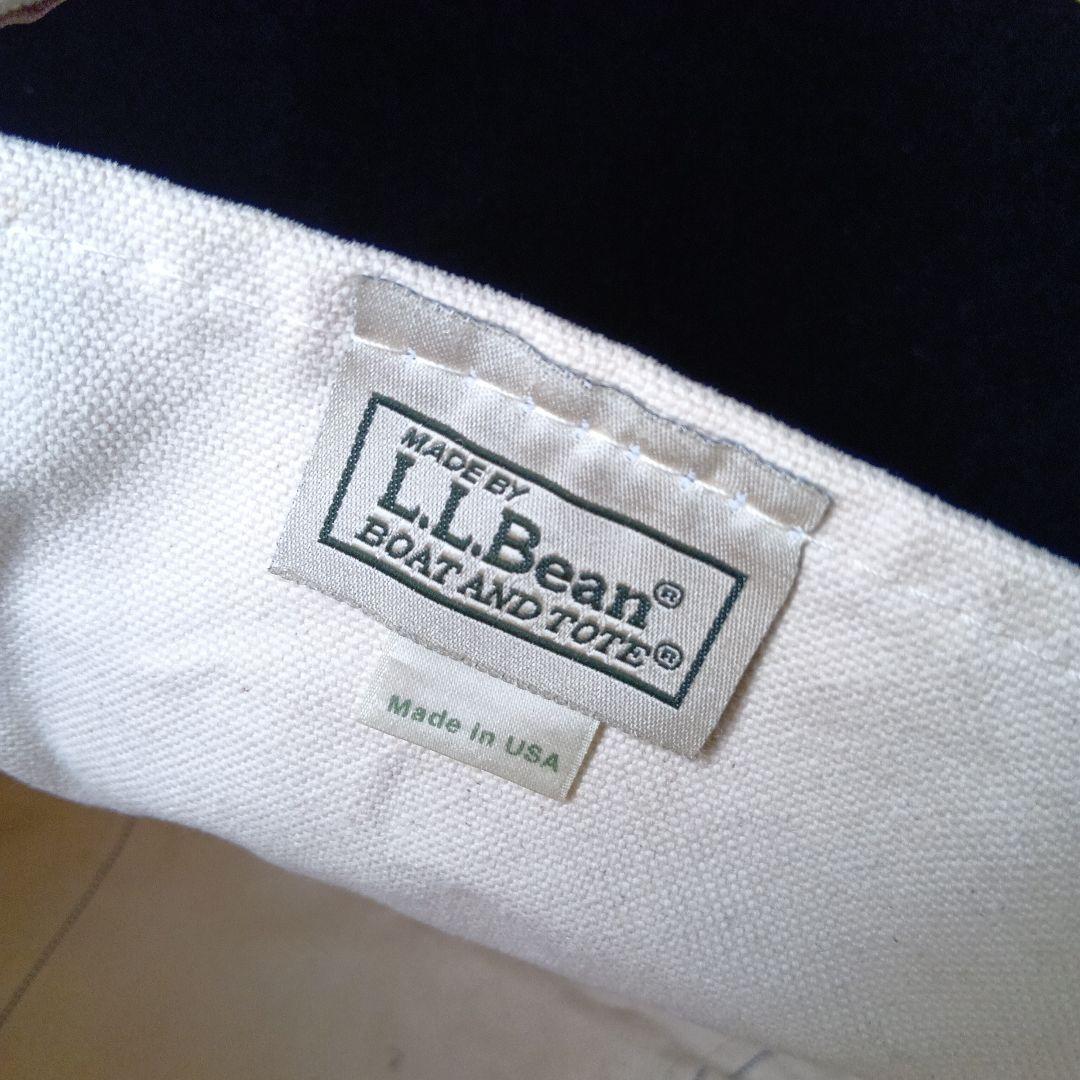 MADE BY
L.L.Bean®
BOAT AND TOTE®
Made in USA